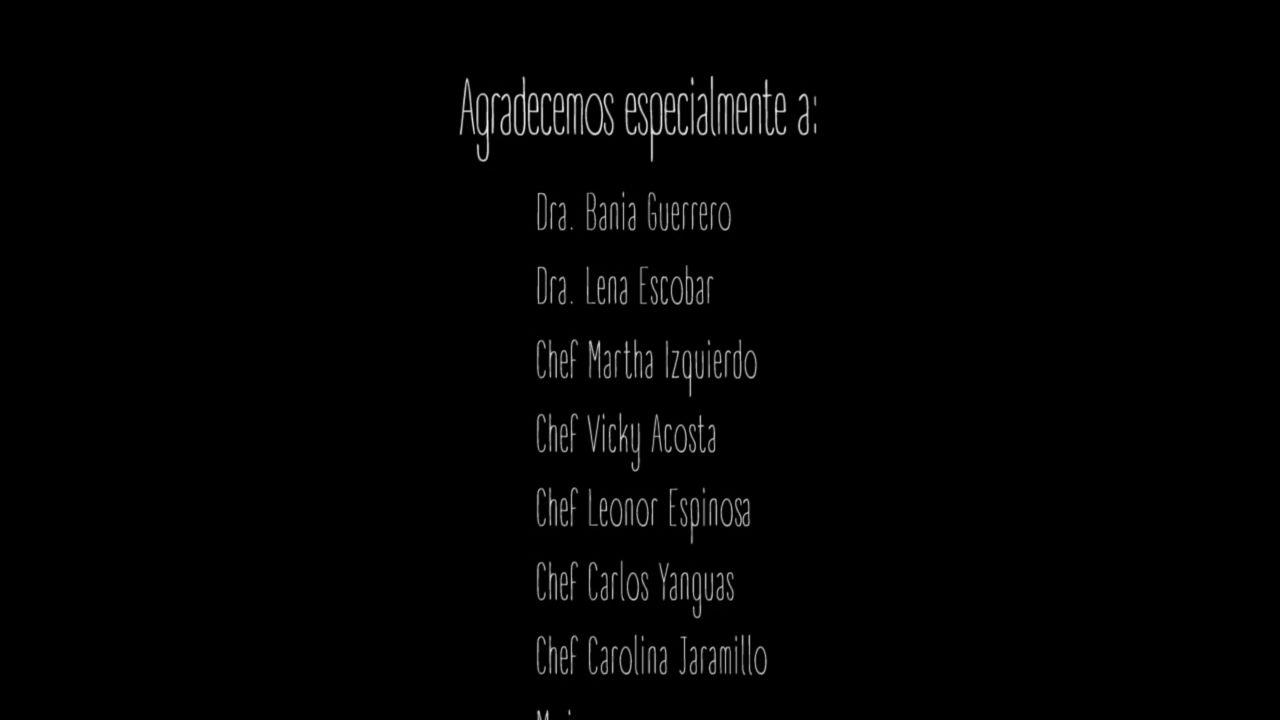 Agradecemos especialmente a:
Dra. Bania Guerrero
Dra. Lena Escobar
Chef Martha Izquierdo
Chef Vicky Acosta
Chef Leonor Espinosa
Chef Carlos Yanguas
Chef Carolina Jaramillo